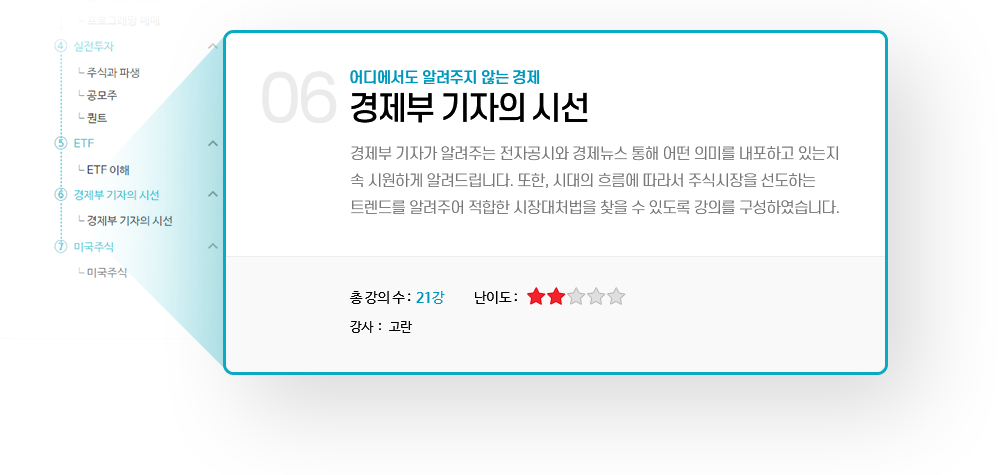 프로그래밍 매매
④ 실전투자
└ 주식과 파생
└ 공모주
└ 퀀트
⑤ ETF
└ ETF 이해
⑥ 경제부 기자의 시선
└ 경제부 기자의 시선
⑦ 미국주식
└ 미국주식
06
어디에서도 알려주지 않는 경제
경제부 기자의 시선
경제부 기자가 알려주는 전자공시와 경제뉴스 통해 어떤 의미를 내포하고 있는지
속 시원하게 알려드립니다. 또한, 시대의 흐름에 따라서 주식시장을 선도하는
트렌드를 알려주어 적합한 시장대처법을 찾을 수 있도록 강의를 구성하였습니다.
총 강의 수 : 21강 난이도 :
강사 : 고란